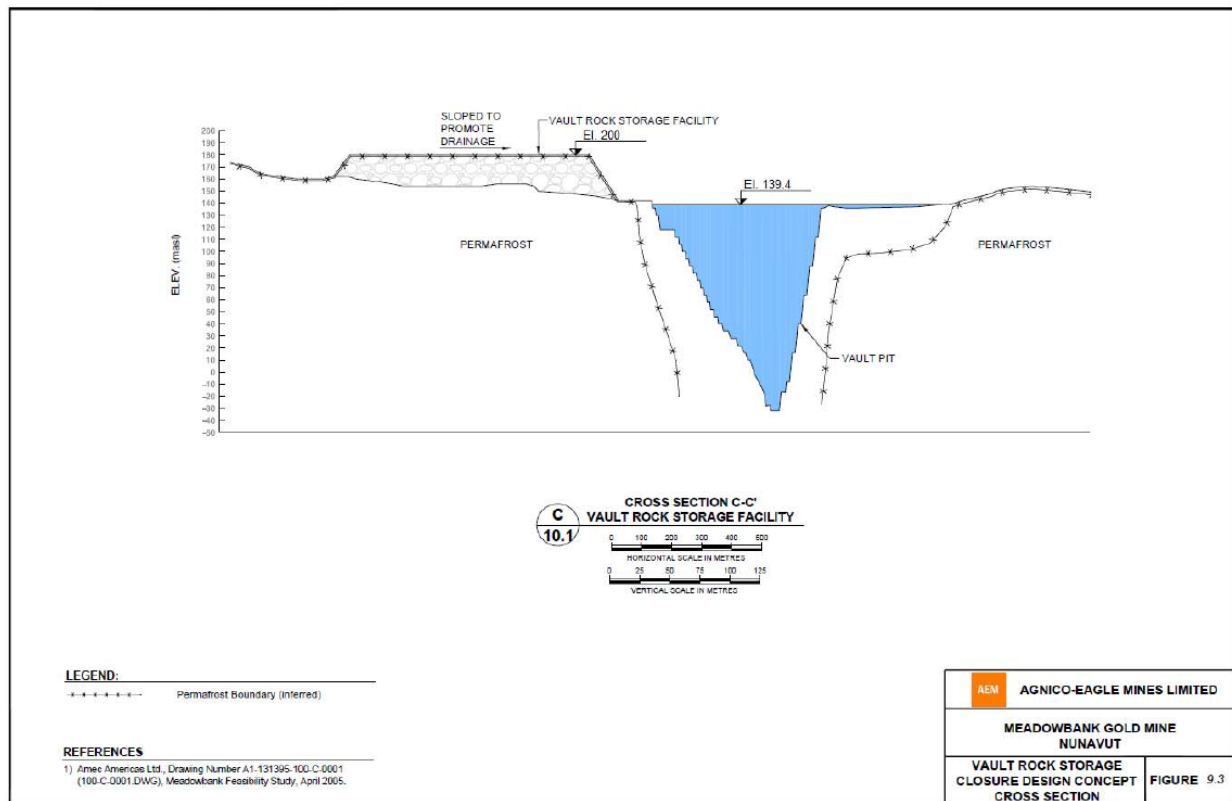 SLOPED TO
PROMOTE
DRAINAGE
VAULT ROCK STORAGE FACILITY
El. 200
El. 139.4
ELEV. (masl)
200
190
180
170
160
150
140
130
120
110
100
90
80
70
60
50
40
30
20
10
0
-10
-20
-30
-40
-50
PERMAFROST
PERMAFROST
VAULT PIT
C
10.1
CROSS SECTION C-C'
VAULT ROCK STORAGE FACILITY
0 100 200 300 400 500
HORIZONTAL SCALE IN METRES
0 25 50 75 100 125
VERTICAL SCALE IN METRES
LEGEND:
Permafrost Boundary (Inferred)
REFERENCES
1) Amec Americas Ltd., Drawing Number A1-131395-100-C-0001
(100-C-0001.DWG), Meadowbank Feasibility Study, April 2005.
AEM AGNICO-EAGLE MINES LIMITED
MEADOWBANK GOLD MINE
NUNAVUT
VAULT ROCK STORAGE
CLOSURE DESIGN CONCEPT
CROSS SECTION
FIGURE 9.3